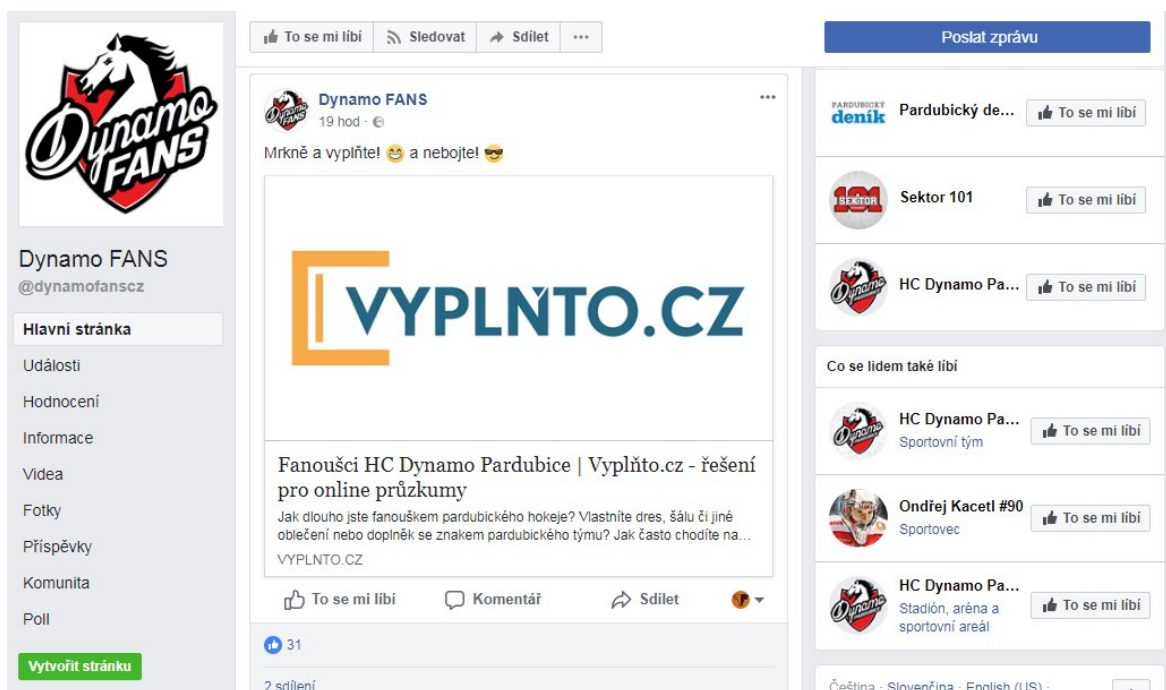 Dynamo
FANS
Dynamo FANS
@dynamofanscz
Hlavní stránka
Události
Hodnocení
Informace
Videa
Fotky
Příspěvky
Komunita
Poll
Vytvořit stránku
To se mi líbí
Sledovat
Sdílet
Dynamo FANS
19 hod ·
Mrkně a vyplňte! 😁 a nebojte! 😎
VYPLŇTO.CZ
Fanoušci HC Dynamo Pardubice | Vyplňto.cz - řešení
pro online průzkumy
Jak dlouho jste fanouškem pardubického hokeje? Vlastníte dres, šálu či jiné
oblečení nebo doplněk se znakem pardubického týmu? Jak často chodíte na...
VYPLNTO.CZ
To se mi líbí
Komentář
Sdílet
31
2 sdílení
Poslat zprávu
PARDUBICKÝ
deník
Pardubický de...
To se mi líbí
101
SEKTOR
Sektor 101
To se mi líbí
Dynamo
HC Dynamo Pa...
To se mi líbí
Co se lidem také líbí
Dynamo
HC Dynamo Pa...
Sportovní tým
To se mi líbí
Ondřej Kacetl #90
Sportovec
To se mi líbí
Dynamo
HC Dynamo Pa...
Stadión, aréna a
sportovní areál
To se mi líbí
Čeština · Slovenčina · English (US) ·